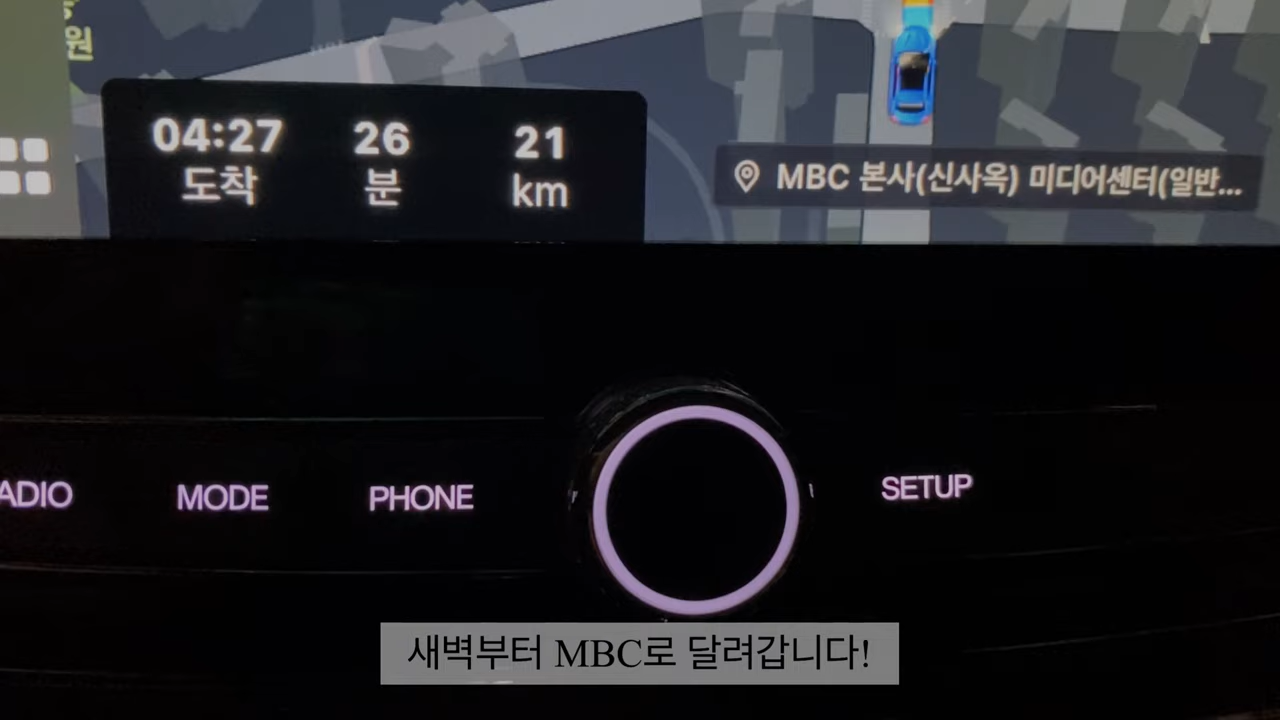 원
04:27 26 21
도착 분 km
MBC 본사(신사옥) 미디어센터(일반...
ADIO MODE PHONE SETUP
새벽부터 MBC로 달려갑니다!